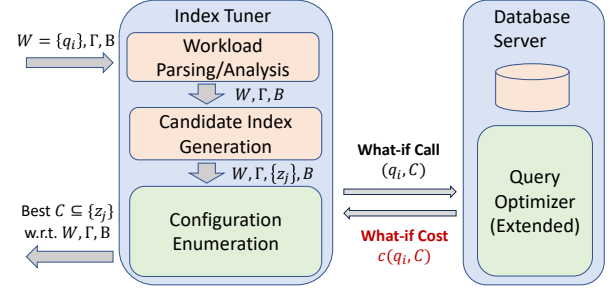 Index Tuner
W = {q_i}, Γ, B
Workload
Parsing/Analysis
W, Γ, B
Candidate Index
Generation
W, Γ, {z_j}, B
Configuration
Enumeration
Best C ⊆ {z_j}
w.r.t. W, Γ, B
What-if Call
(q_i, C)
What-if Cost
c(q_i, C)
Database
Server
Query
Optimizer
(Extended)